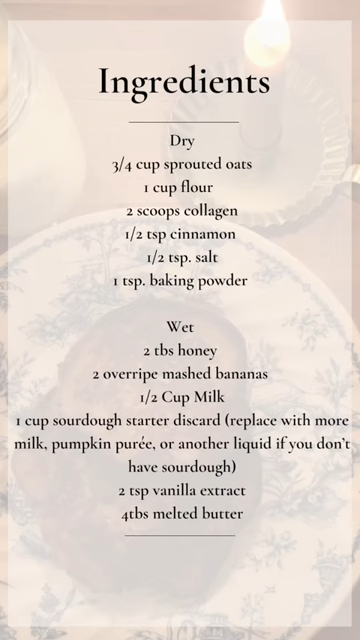 Ingredients
Dry
3/4 cup sprouted oats
1 cup flour
2 scoops collagen
1/2 tsp cinnamon
1/2 tsp. salt
1 tsp. baking powder
Wet
2 tbs honey
2 overripe mashed bananas
1/2 Cup Milk
1 cup sourdough starter discard (replace with more
milk, pumpkin purée, or another liquid if you don't
have sourdough)
2 tsp vanilla extract
4tbs melted butter